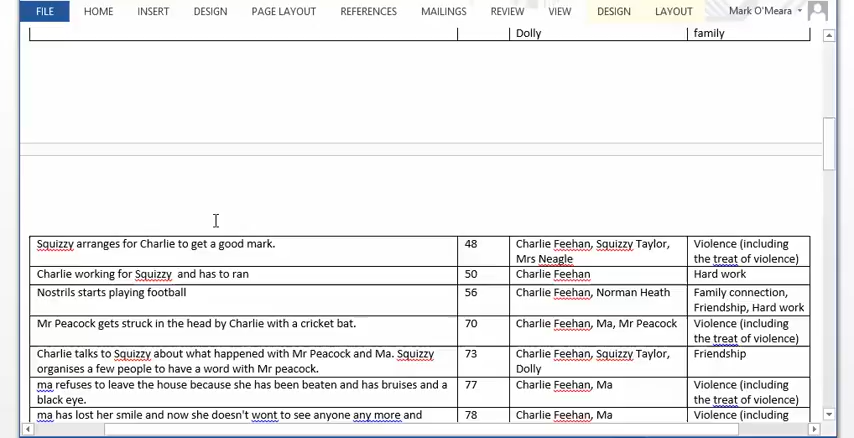 FILE HOME INSERT DESIGN PAGE LAYOUT REFERENCES MAILINGS REVIEW VIEW DESIGN LAYOUT Mark O'Meara
Dolly family
Squizzy arranges for Charlie to get a good mark. 48 Charlie Feehan, Squizzy Taylor, Violence (including
Mrs Neagle the treat of violence)
Charlie working for Squizzy and has to ran 50 Charlie Feehan Hard work
Nostrils starts playing football 56 Charlie Feehan, Norman Heath Family connection,
Friendship, Hard work
Mr Peacock gets struck in the head by Charlie with a cricket bat. 70 Charlie Feehan, Ma, Mr Peacock Violence (including
the treat of violence)
Charlie talks to Squizzy about what happened with Mr Peacock and Ma. Squizzy 73 Charlie Feehan, Squizzy Taylor, Friendship
organises a few people to have a word with Mr peacock. Dolly
ma refuses to leave the house because she has been beaten and has bruises and a 77 Charlie Feehan, Ma Violence (including
black eye. the treat of violence)
ma has lost her smile and now she doesn't wont to see anyone any more and 78 Charlie Feehan, Ma Violence (including